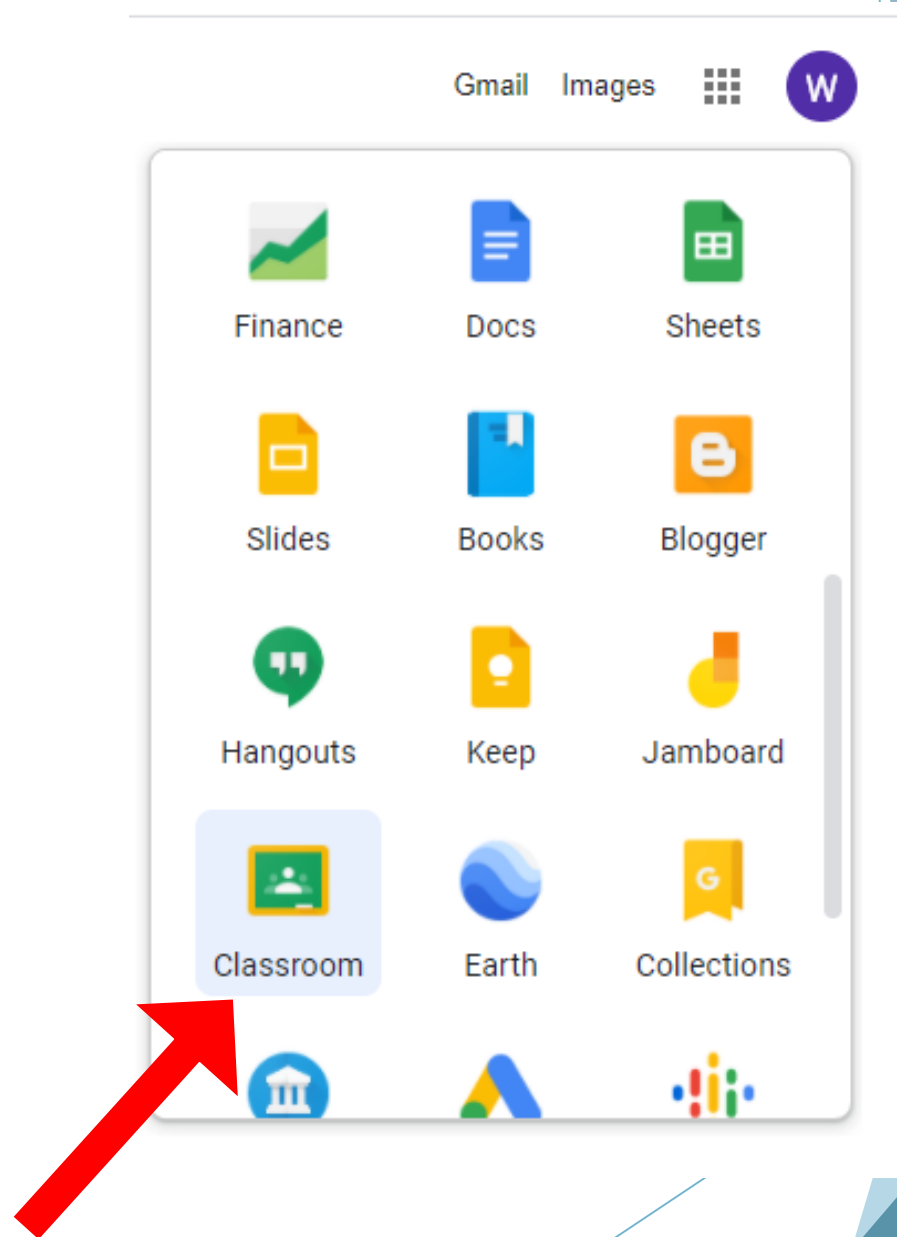 Gmail Images W
Finance Docs Sheets
Slides Books Blogger
Hangouts Keep Jamboard
G
Classroom Earth Collections